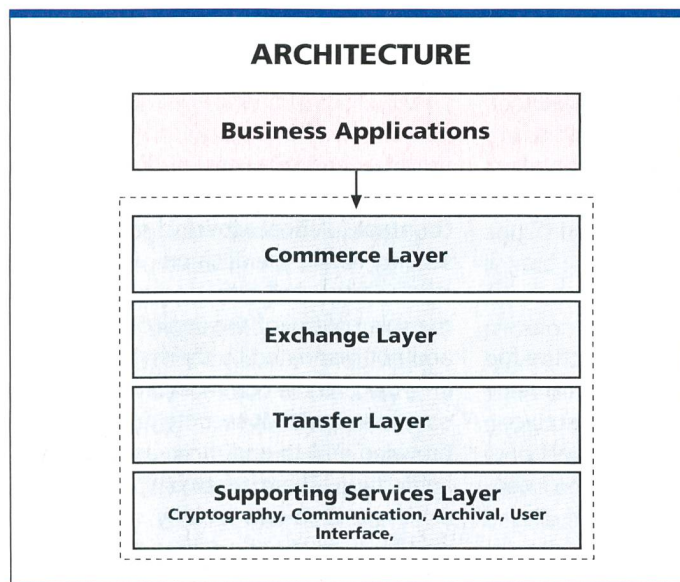 ARCHITECTURE
Business Applications
Commerce Layer
Exchange Layer
Transfer Layer
Supporting Services Layer
Cryptography, Communication, Archival, User
Interface,